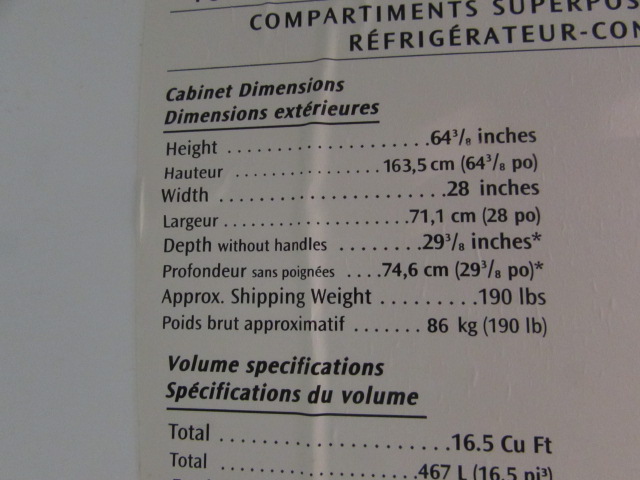 COMPARTIMENTS SUPERPOS
RÉFRIGÉRATEUR-CON
Cabinet Dimensions
Dimensions extérieures
Height ....................64³/₈ inches
Hauteur ................163,5 cm (64³/₈ po)
Width .......................28 inches
Largeur ....................71,1 cm (28 po)
Depth without handles ........29³/₈ inches*
Profondeur sans poignées ....74,6 cm (29³/₈ po)*
Approx. Shipping Weight .........190 lbs
Poids brut approximatif ....... 86 kg (190 lb)
Volume specifications
Spécifications du volume
Total .......................16.5 Cu Ft
Total ....................467 L (16.5 pi³)